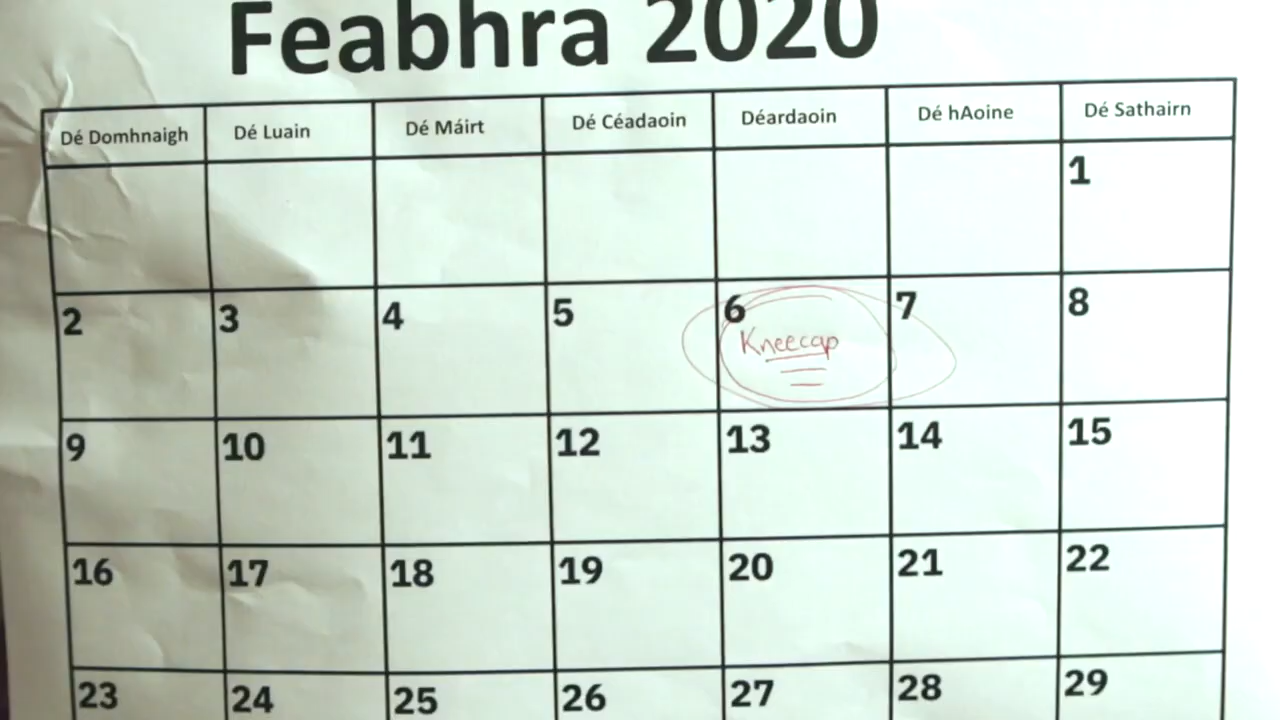 Feabhra 2020
Dé Domhnaigh Dé Luain Dé Máirt Dé Céadaoin Déardaoin Dé hAoine Dé Sathairn
1
2 3 4 5 6 7 8
Kneecap
9 10 11 12 13 14 15
16 17 18 19 20 21 22
23 24 25 26 27 28 29